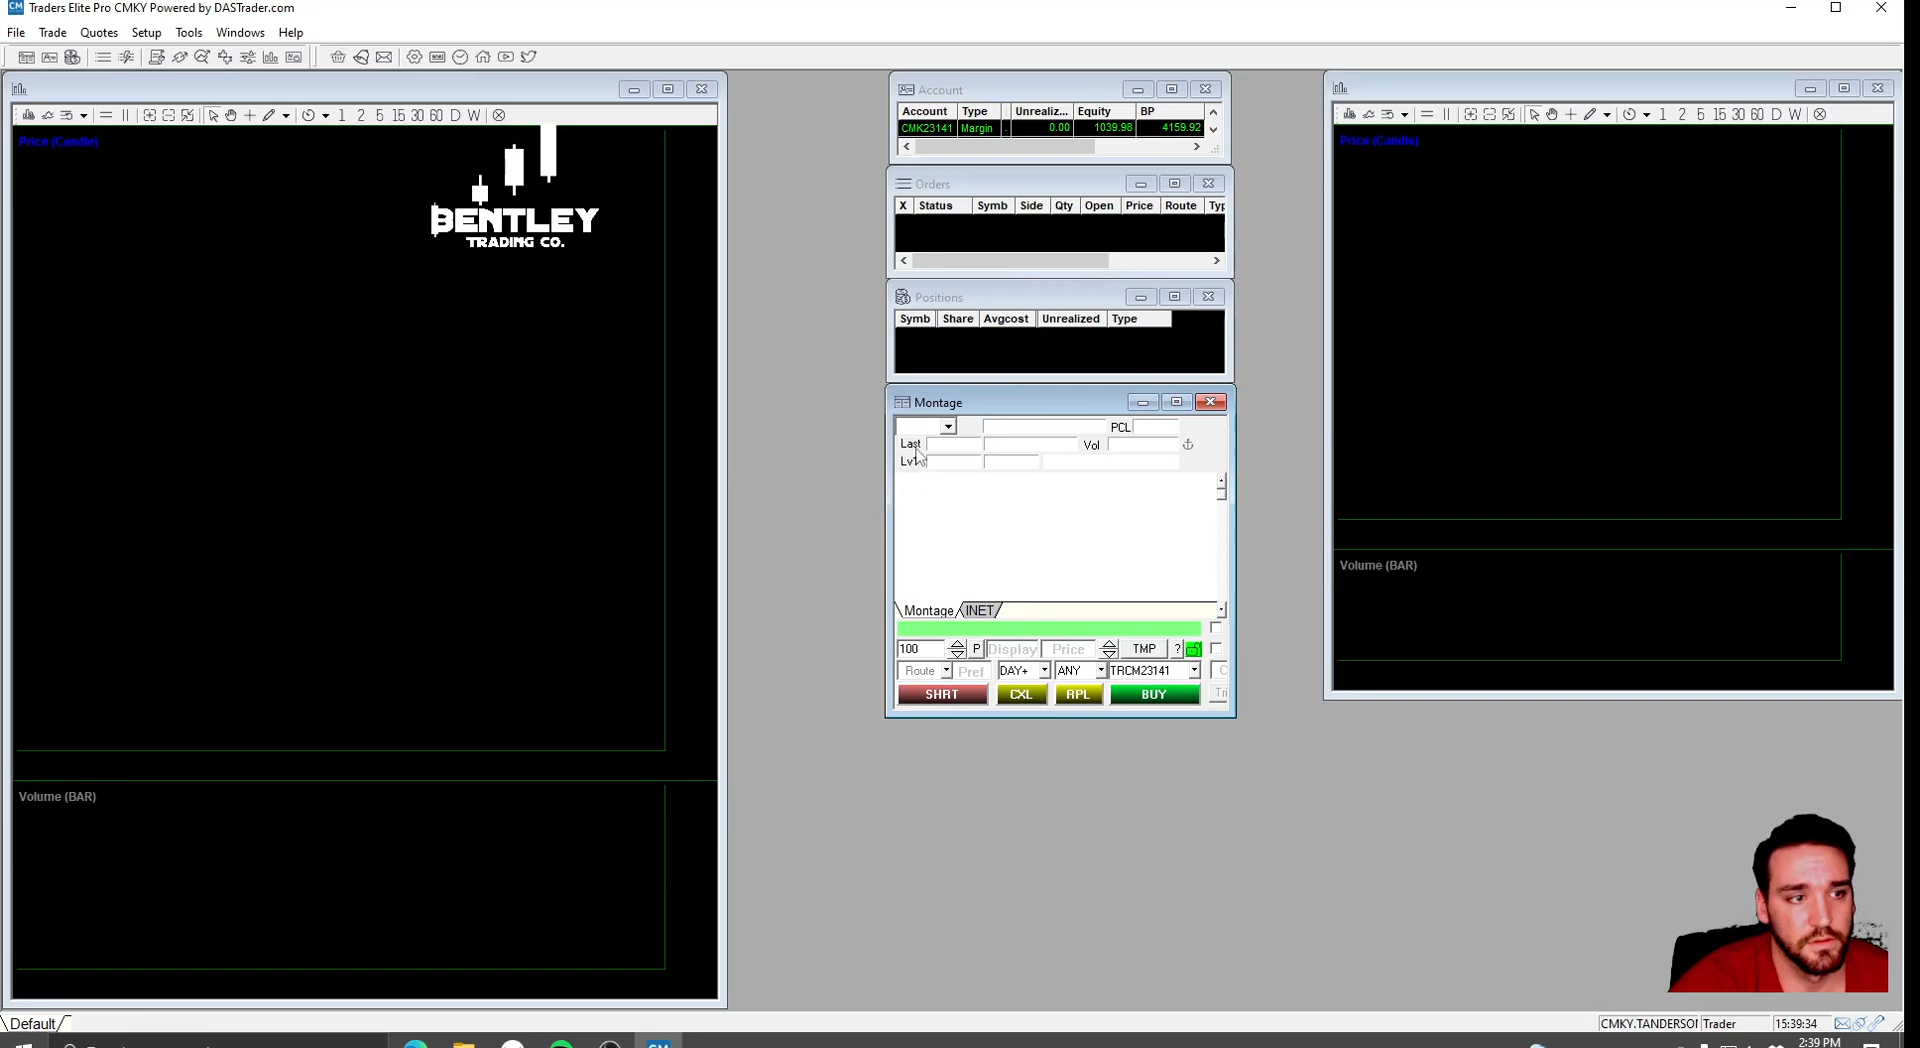 Traders Elite Pro CMKY Powered by DASTrader.com
File Trade Quotes Setup Tools Windows Help
1 2 5 15 30 60 D W
Price (Candle)
BENTLEY
TRADING CO.
Volume (BAR)
Account
Account Type Unrealiz... Equity BP
CMK23141 Margin . 0.00 1039.98 4159.92
Orders
X Status Symb Side Qty Open Price Route Typ
Positions
Symb Share Avgcost Unrealized Type
Montage
PCL
Last Vol
Lv1
Montage INET
100 P Display Price TMP ?
Route Pref DAY+ ANY TRCM23141
SHRT CXL RPL BUY Tri
1 2 5 15 30 60 D W
Price (Candle)
Volume (BAR)
Default
CMKY.TANDERSOI Trader 15:39:34
CM 2:39 PM